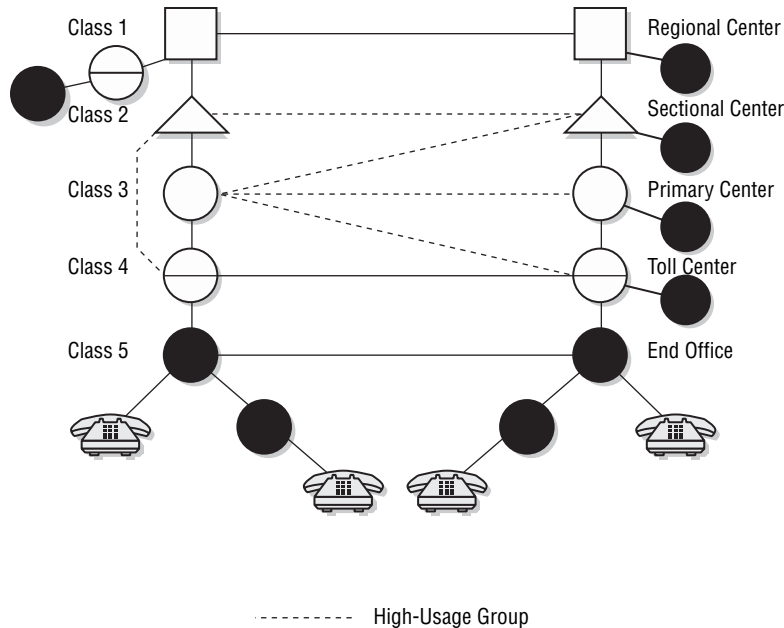 Class 1
Regional Center
Class 2
Sectional Center
Class 3
Primary Center
Class 4
Toll Center
Class 5
End Office
High-Usage Group